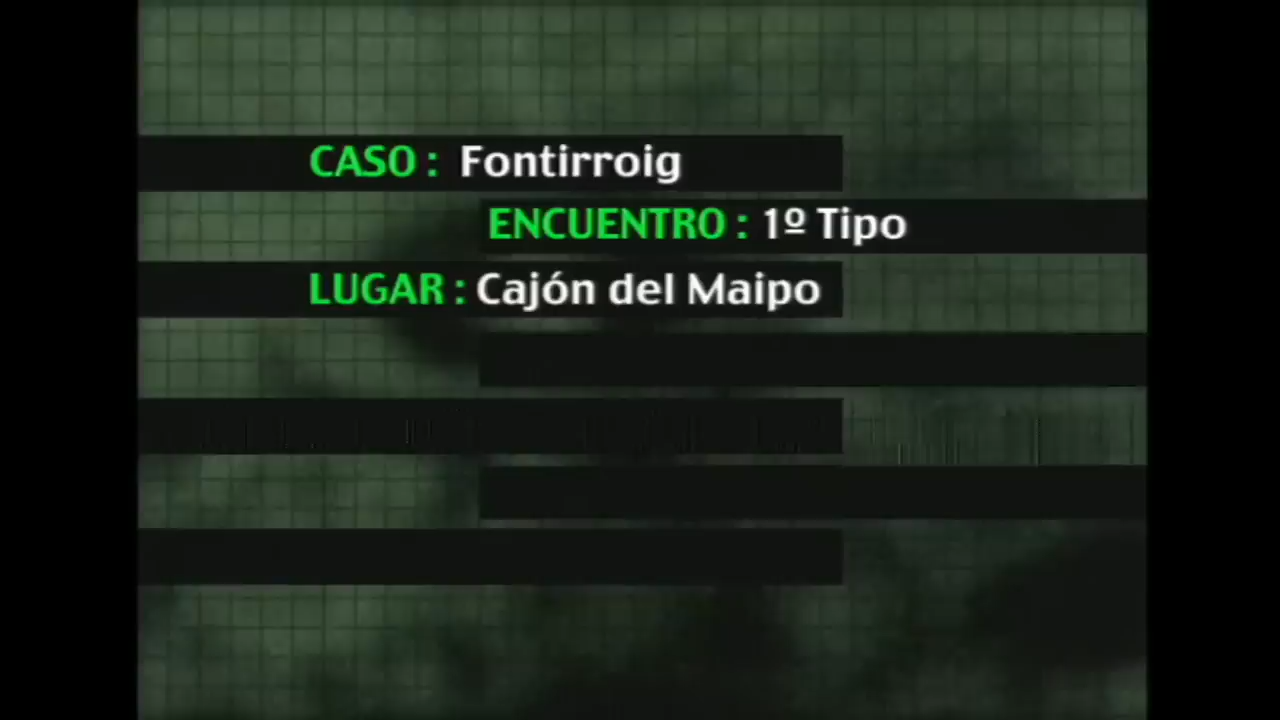 CASO : Fontirroig
ENCUENTRO : 1º Tipo
LUGAR : Cajón del Maipo